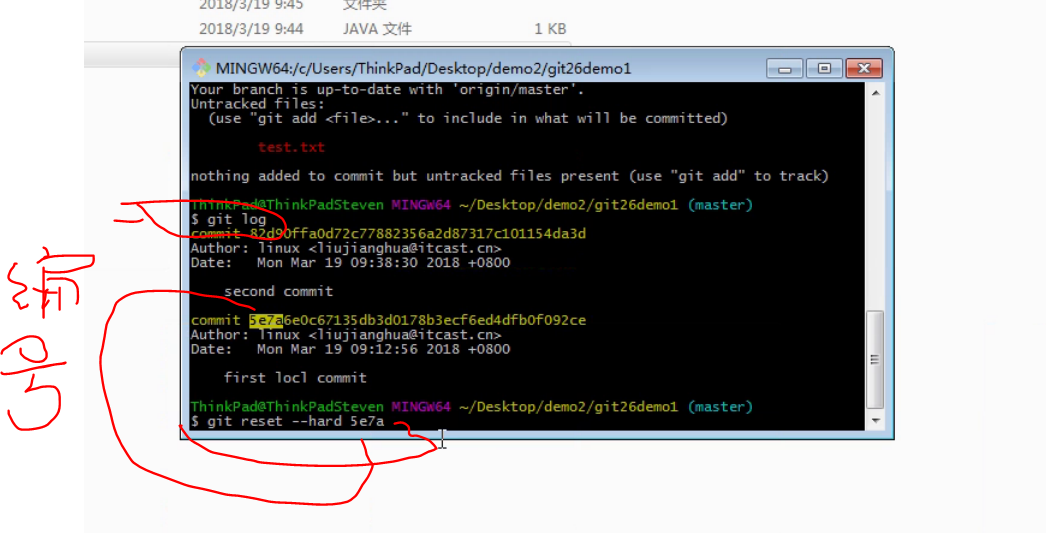 2018/3/19 9:45 文件夹
2018/3/19 9:44 JAVA 文件 1 KB
MINGW64:/c/Users/ThinkPad/Desktop/demo2/git26demo1
Your branch is up-to-date with 'origin/master'.
Untracked files:
(use "git add <file>..." to include in what will be committed)
test.txt
nothing added to commit but untracked files present (use "git add" to track)
ThinkPad@ThinkPadSteven MINGW64 ~/Desktop/demo2/git26demo1 (master)
$ git log
commit 82d90ffa0d72c77882356a2d87317c101154da3d
Author: linux <liujianghua@itcast.cn>
Date: Mon Mar 19 09:38:30 2018 +0800
second commit
commit 5e7a6e0c67135db3d0178b3ecf6ed4dfb0f092ce
Author: linux <liujianghua@itcast.cn>
Date: Mon Mar 19 09:12:56 2018 +0800
first locl commit
ThinkPad@ThinkPadSteven MINGW64 ~/Desktop/demo2/git26demo1 (master)
$ git reset --hard 5e7a
编
号